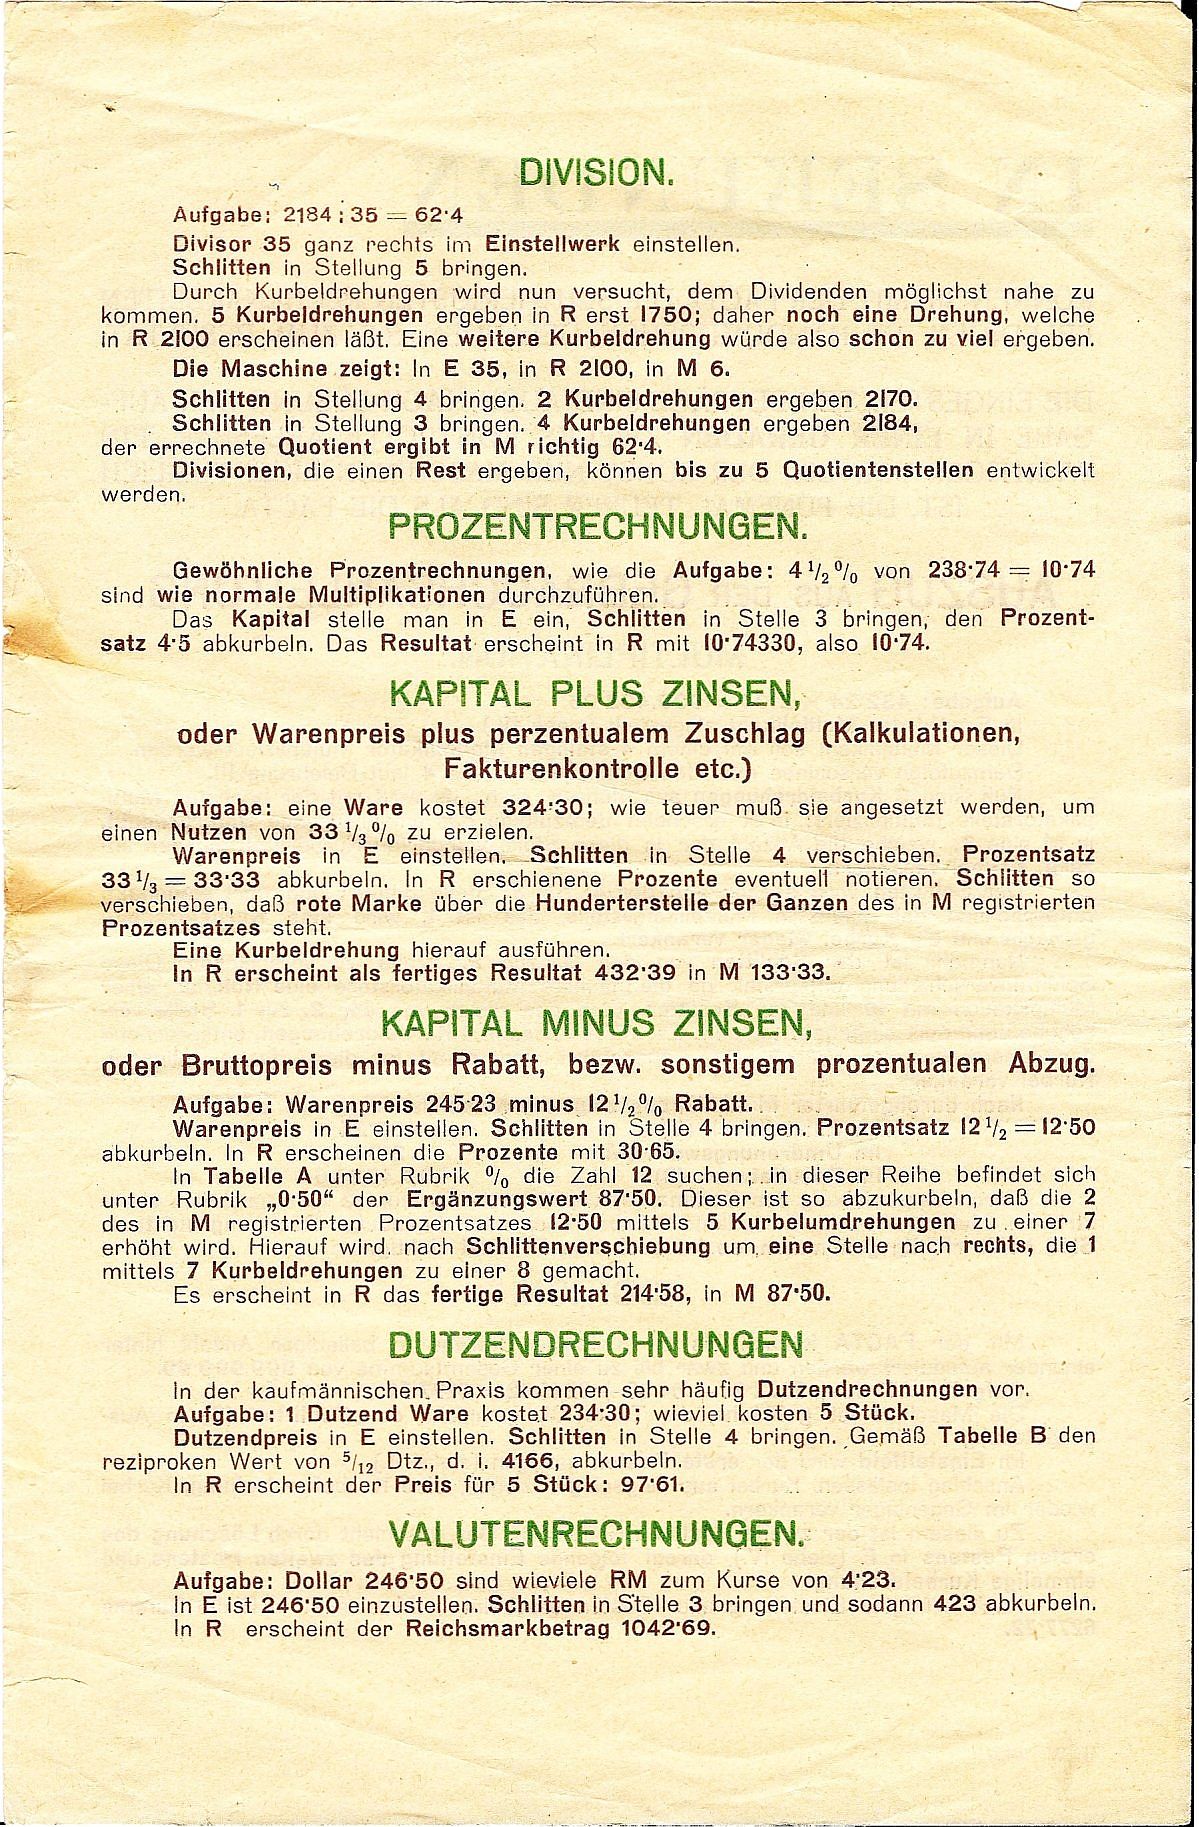 DIVISION.
Aufgabe: 2184 : 35 = 62·4
Divisor 35 ganz rechts im Einstellwerk einstellen.
Schlitten in Stellung 5 bringen.
Durch Kurbeldrehungen wird nun versucht, dem Dividenden möglichst nahe zu
kommen. 5 Kurbeldrehungen ergeben in R erst 1750; daher noch eine Drehung, welche
in R 2100 erscheinen läßt. Eine weitere Kurbeldrehung würde also schon zu viel ergeben.
Die Maschine zeigt: In E 35, in R 2100, in M 6.
Schlitten in Stellung 4 bringen. 2 Kurbeldrehungen ergeben 2170.
Schlitten in Stellung 3 bringen. 4 Kurbeldrehungen ergeben 2184,
der errechnete Quotient ergibt in M richtig 62·4.
Divisionen, die einen Rest ergeben, können bis zu 5 Quotientenstellen entwickelt
werden.
PROZENTRECHNUNGEN.
Gewöhnliche Prozentrechnungen, wie die Aufgabe: 4 1/2 % von 238·74 = 10·74
sind wie normale Multiplikationen durchzuführen.
Das Kapital stelle man in E ein, Schlitten in Stelle 3 bringen, den Prozent-
satz 4·5 abkurbeln. Das Resultat erscheint in R mit 10·74330, also 10·74.
KAPITAL PLUS ZINSEN,
oder Warenpreis plus perzentualem Zuschlag (Kalkulationen,
Fakturenkontrolle etc.)
Aufgabe: eine Ware kostet 324·30; wie teuer muß sie angesetzt werden, um
einen Nutzen von 33 1/3 % zu erzielen.
Warenpreis in E einstellen. Schlitten in Stelle 4 verschieben. Prozentsatz
33 1/3 = 33·33 abkurbeln. In R erschienene Prozente eventuell notieren. Schlitten so
verschieben, daß rote Marke über die Hunderterstelle der Ganzen des in M registrierten
Prozentsatzes steht.
Eine Kurbeldrehung hierauf ausführen.
In R erscheint als fertiges Resultat 432·39 in M 133·33.
KAPITAL MINUS ZINSEN,
oder Bruttopreis minus Rabatt, bezw. sonstigem prozentualen Abzug.
Aufgabe: Warenpreis 245·23 minus 12 1/2 % Rabatt.
Warenpreis in E einstellen. Schlitten in Stelle 4 bringen. Prozentsatz 12 1/2 = 12·50
abkurbeln. In R erscheinen die Prozente mit 30·65.
In Tabelle A unter Rubrik % die Zahl 12 suchen; in dieser Reihe befindet sich
unter Rubrik „0·50“ der Ergänzungswert 87·50. Dieser ist so abzukurbeln, daß die 2
des in M registrierten Prozentsatzes 12·50 mittels 5 Kurbelumdrehungen zu einer 7
erhöht wird. Hierauf wird nach Schlittenverschiebung um eine Stelle nach rechts, die 1
mittels 7 Kurbeldrehungen zu einer 8 gemacht.
Es erscheint in R das fertige Resultat 214·58, in M 87·50.
DUTZENDRECHNUNGEN
In der kaufmännischen Praxis kommen sehr häufig Dutzendrechnungen vor.
Aufgabe: 1 Dutzend Ware kostet 234·30; wieviel kosten 5 Stück.
Dutzendpreis in E einstellen. Schlitten in Stelle 4 bringen. Gemäß Tabelle B den
reziproken Wert von 5/12 Dtz., d. i. 4166, abkurbeln.
In R erscheint der Preis für 5 Stück: 97·61.
VALUTENRECHNUNGEN.
Aufgabe: Dollar 246·50 sind wieviele RM zum Kurse von 4·23.
In E ist 246·50 einzustellen. Schlitten in Stelle 3 bringen und sodann 423 abkurbeln.
In R erscheint der Reichsmarkbetrag 1042·69.